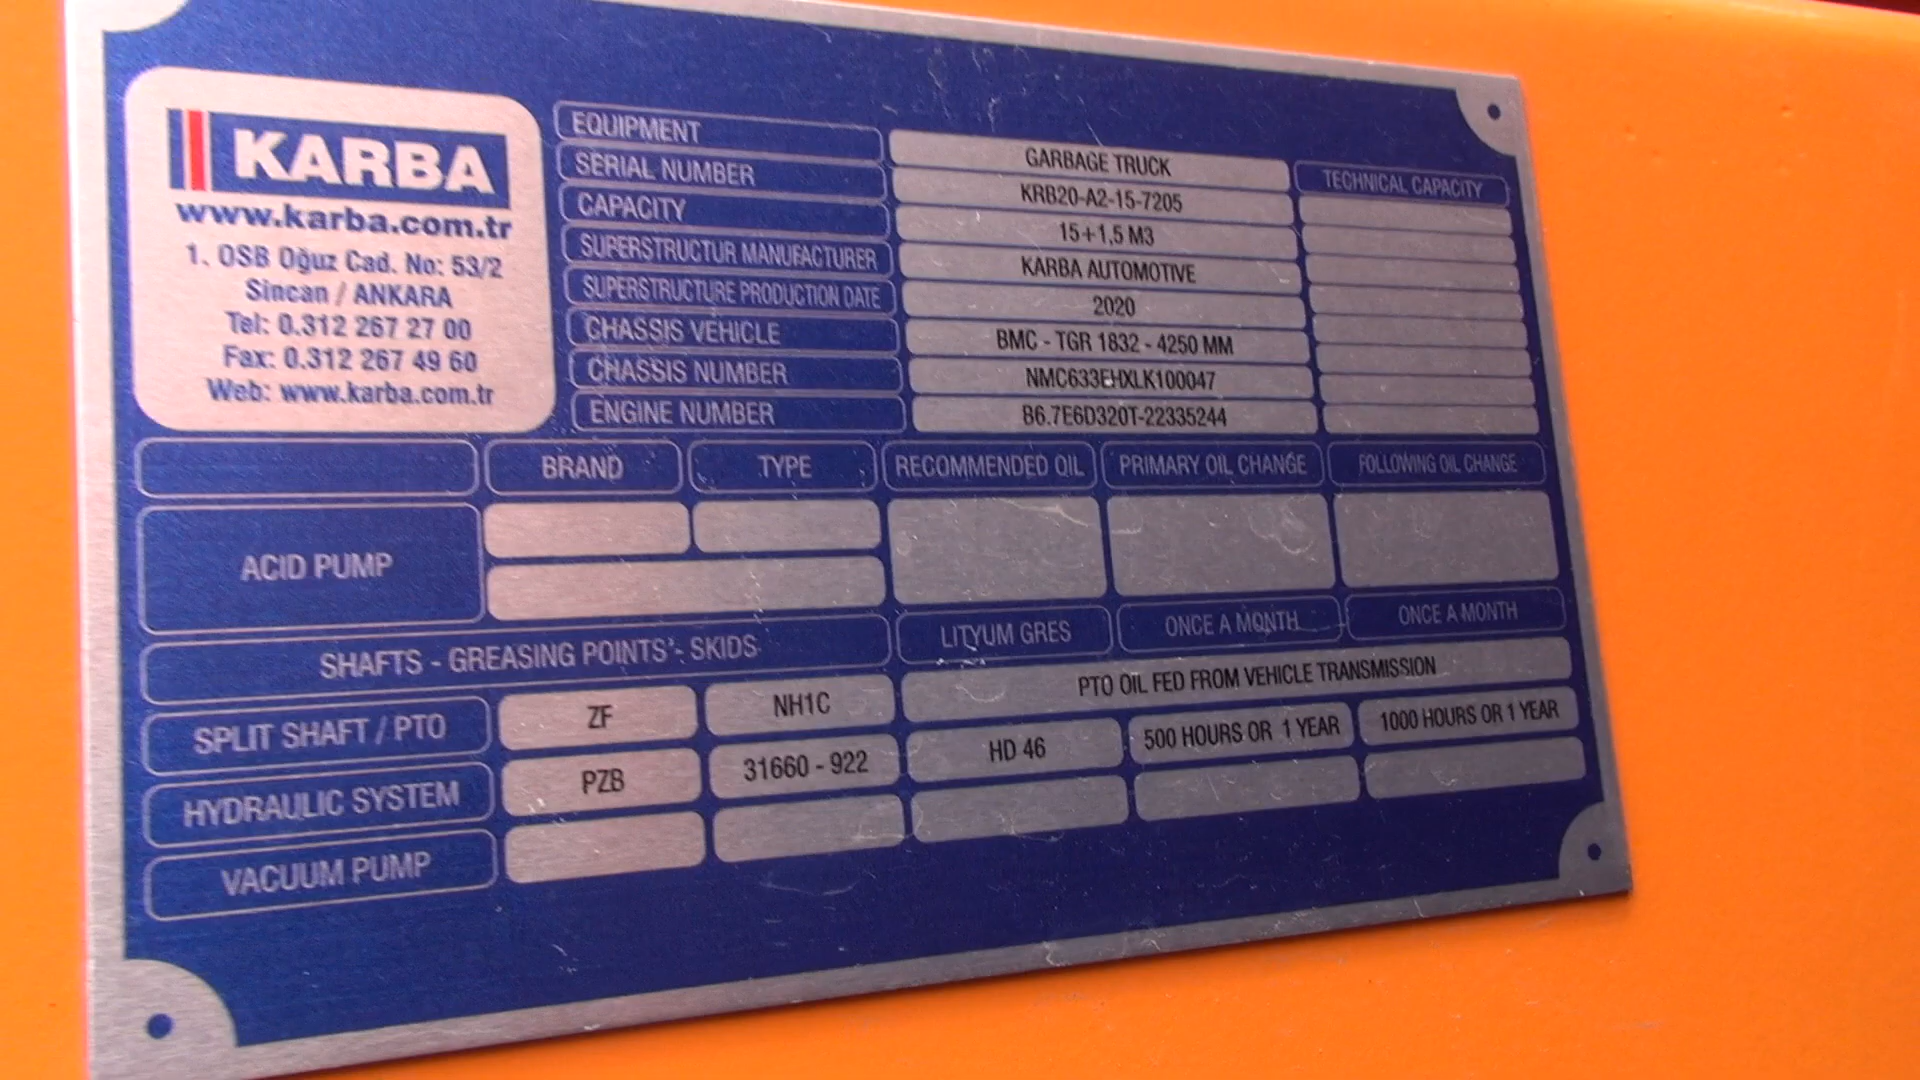 KARBA
www.karba.com.tr
1. OSB Oğuz Cad. No: 53/2
Sincan / ANKARA
Tel: 0.312 267 27 00
Fax: 0.312 267 49 60
Web: www.karba.com.tr
EQUIPMENT GARBAGE TRUCK TECHNICAL CAPACITY
SERIAL NUMBER KRB20-A2-15-7205
CAPACITY 15+1,5 M3
SUPERSTRUCTUR MANUFACTURER KARBA AUTOMOTIVE
SUPERSTRUCTURE PRODUCTION DATE 2020
CHASSIS VEHICLE BMC - TGR 1832 - 4250 MM
CHASSIS NUMBER NMC633EHXLK100047
ENGINE NUMBER B6.7E6D320T-22335244
BRAND TYPE RECOMMENDED OIL PRIMARY OIL CHANGE FOLLOWING OIL CHANGE
ACID PUMP
SHAFTS - GREASING POINTS - SKIDS LITYUM GRES ONCE A MONTH ONCE A MONTH
SPLIT SHAFT / PTO ZF NH1C PTO OIL FED FROM VEHICLE TRANSMISSION
HYDRAULIC SYSTEM PZB 31660 - 922 HD 46 500 HOURS OR 1 YEAR 1000 HOURS OR 1 YEAR
VACUUM PUMP